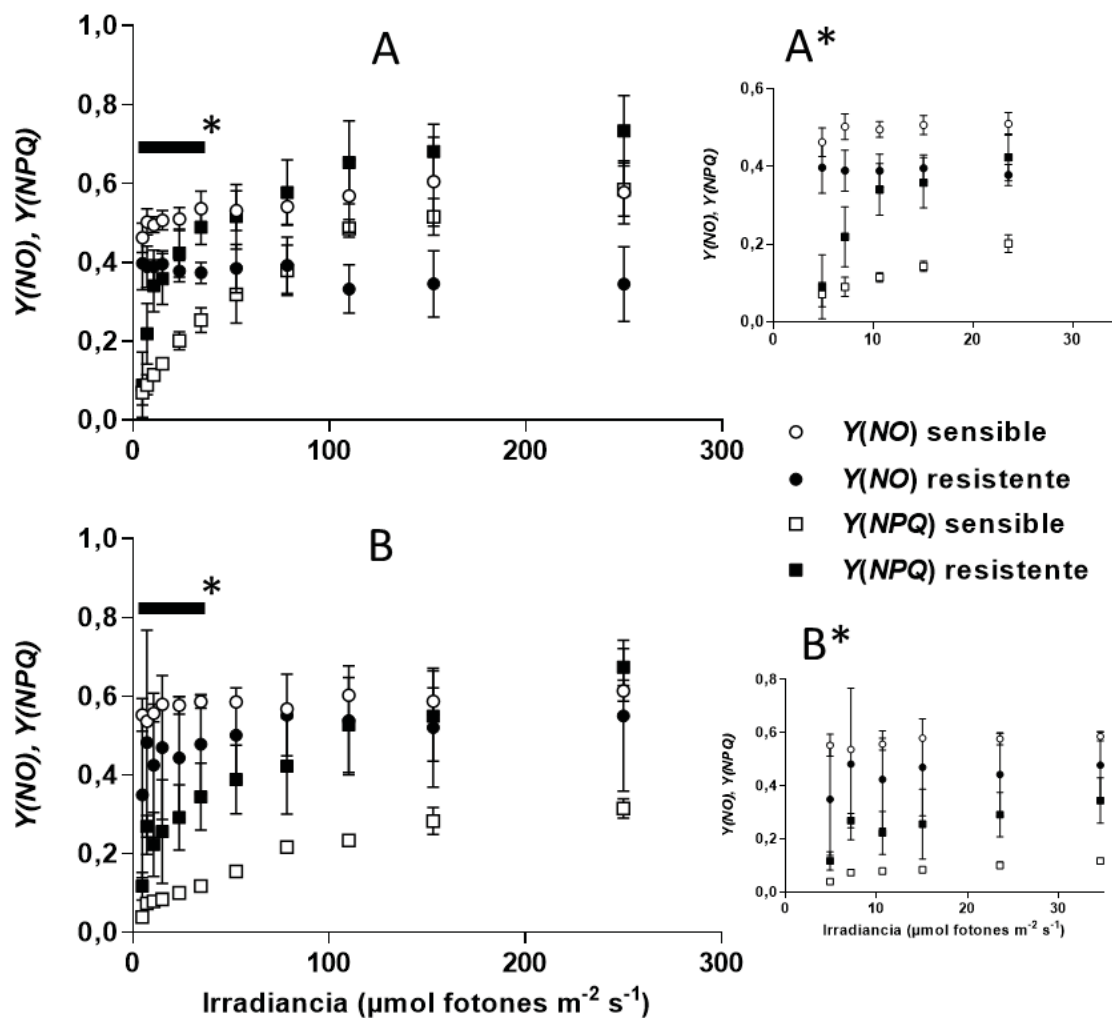 A
1,0
0,8
0,6
0,4
0,2
0,0
Y(NO), Y(NPQ)
*
0 100 200 300
A*
0,6
0,4
0,2
0,0
Y(NO), Y(NPQ)
0 10 20 30
Y(NO) sensible
Y(NO) resistente
Y(NPQ) sensible
Y(NPQ) resistente
B
1,0
0,8
0,6
0,4
0,2
0,0
Y(NO), Y(NPQ)
*
0 100 200 300
Irradiancia (µmol fotones m-2 s-1)
B*
0,8
0,6
0,4
0,2
0,0
Y(NO), Y(NPQ)
0 10 20 30
Irradiancia (µmol fotones m-2 s-1)